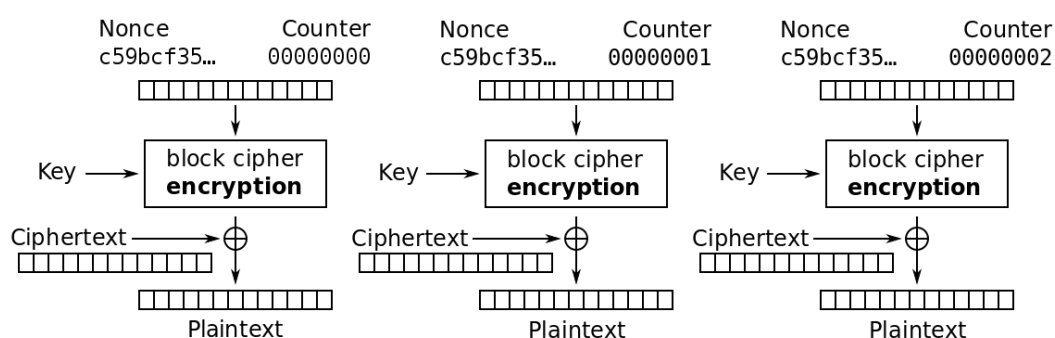 Nonce Counter Nonce Counter Nonce Counter
c59bcf35… 00000000 c59bcf35… 00000001 c59bcf35… 00000002
block cipher block cipher block cipher
Key encryption Key encryption Key encryption
Ciphertext Ciphertext Ciphertext
Plaintext Plaintext Plaintext